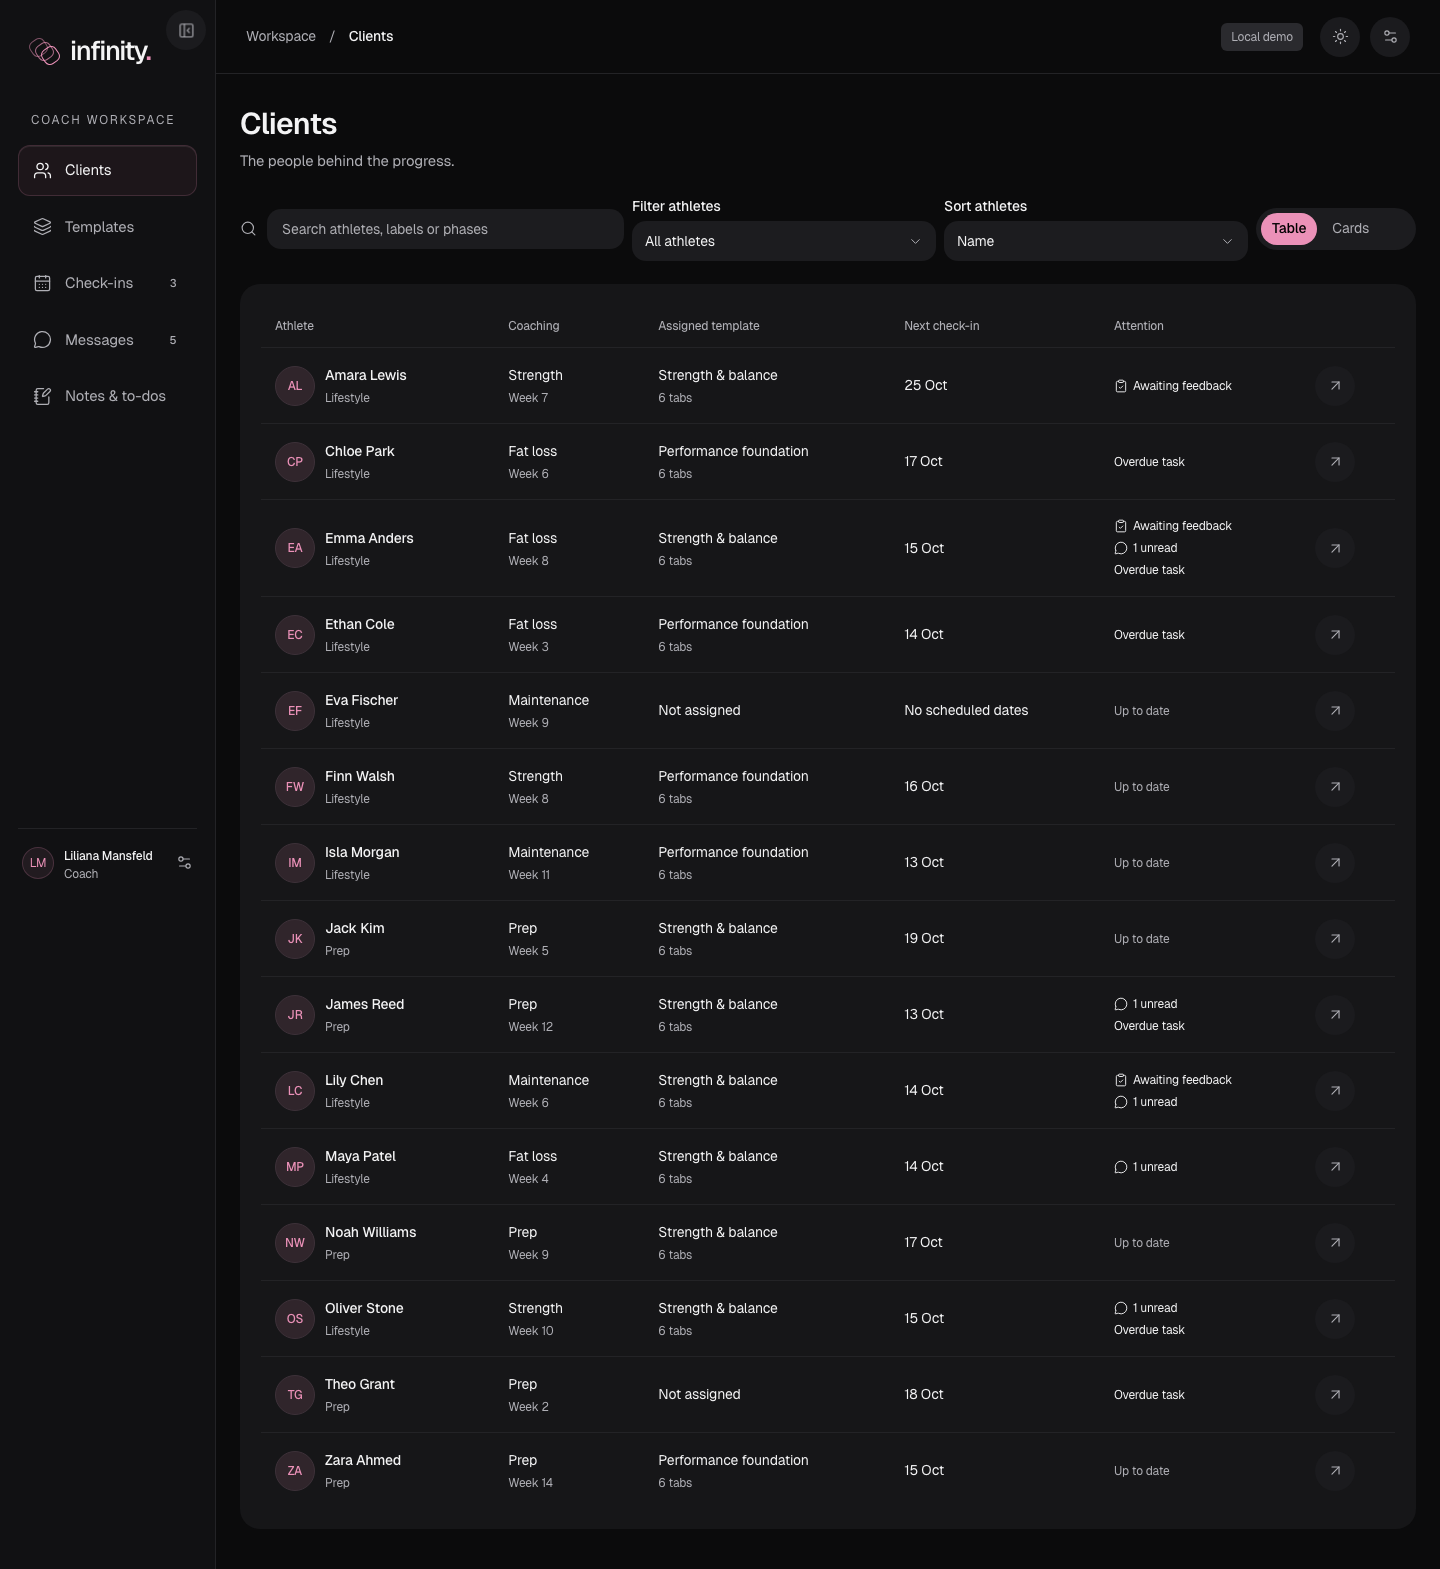 infinity.
COACH WORKSPACE
Clients
Templates
Check-ins 3
Messages 5
Notes & to-dos
LM Liliana Mansfeld
Coach
Workspace / Clients
Local demo
Clients
The people behind the progress.
Search athletes, labels or phases
Filter athletes
All athletes
Sort athletes
Name
Table Cards
Athlete Coaching Assigned template Next check-in Attention
AL Amara Lewis Strength Strength & balance 25 Oct Awaiting feedback
Lifestyle Week 7 6 tabs
CP Chloe Park Fat loss Performance foundation 17 Oct Overdue task
Lifestyle Week 6 6 tabs
Awaiting feedback
EA Emma Anders Fat loss Strength & balance 15 Oct 1 unread
Lifestyle Week 8 6 tabs Overdue task
EC Ethan Cole Fat loss Performance foundation 14 Oct Overdue task
Lifestyle Week 3 6 tabs
EF Eva Fischer Maintenance Not assigned No scheduled dates Up to date
Lifestyle Week 9
FW Finn Walsh Strength Performance foundation 16 Oct Up to date
Lifestyle Week 8 6 tabs
IM Isla Morgan Maintenance Performance foundation 13 Oct Up to date
Lifestyle Week 11 6 tabs
JK Jack Kim Prep Strength & balance 19 Oct Up to date
Prep Week 5 6 tabs
JR James Reed Prep Strength & balance 13 Oct 1 unread
Prep Week 12 6 tabs Overdue task
LC Lily Chen Maintenance Strength & balance 14 Oct Awaiting feedback
Lifestyle Week 6 6 tabs 1 unread
MP Maya Patel Fat loss Strength & balance 14 Oct 1 unread
Lifestyle Week 4 6 tabs
NW Noah Williams Prep Strength & balance 17 Oct Up to date
Prep Week 9 6 tabs
OS Oliver Stone Strength Strength & balance 15 Oct 1 unread
Lifestyle Week 10 6 tabs Overdue task
TG Theo Grant Prep Not assigned 18 Oct Overdue task
Prep Week 2
ZA Zara Ahmed Prep Performance foundation 15 Oct Up to date
Prep Week 14 6 tabs